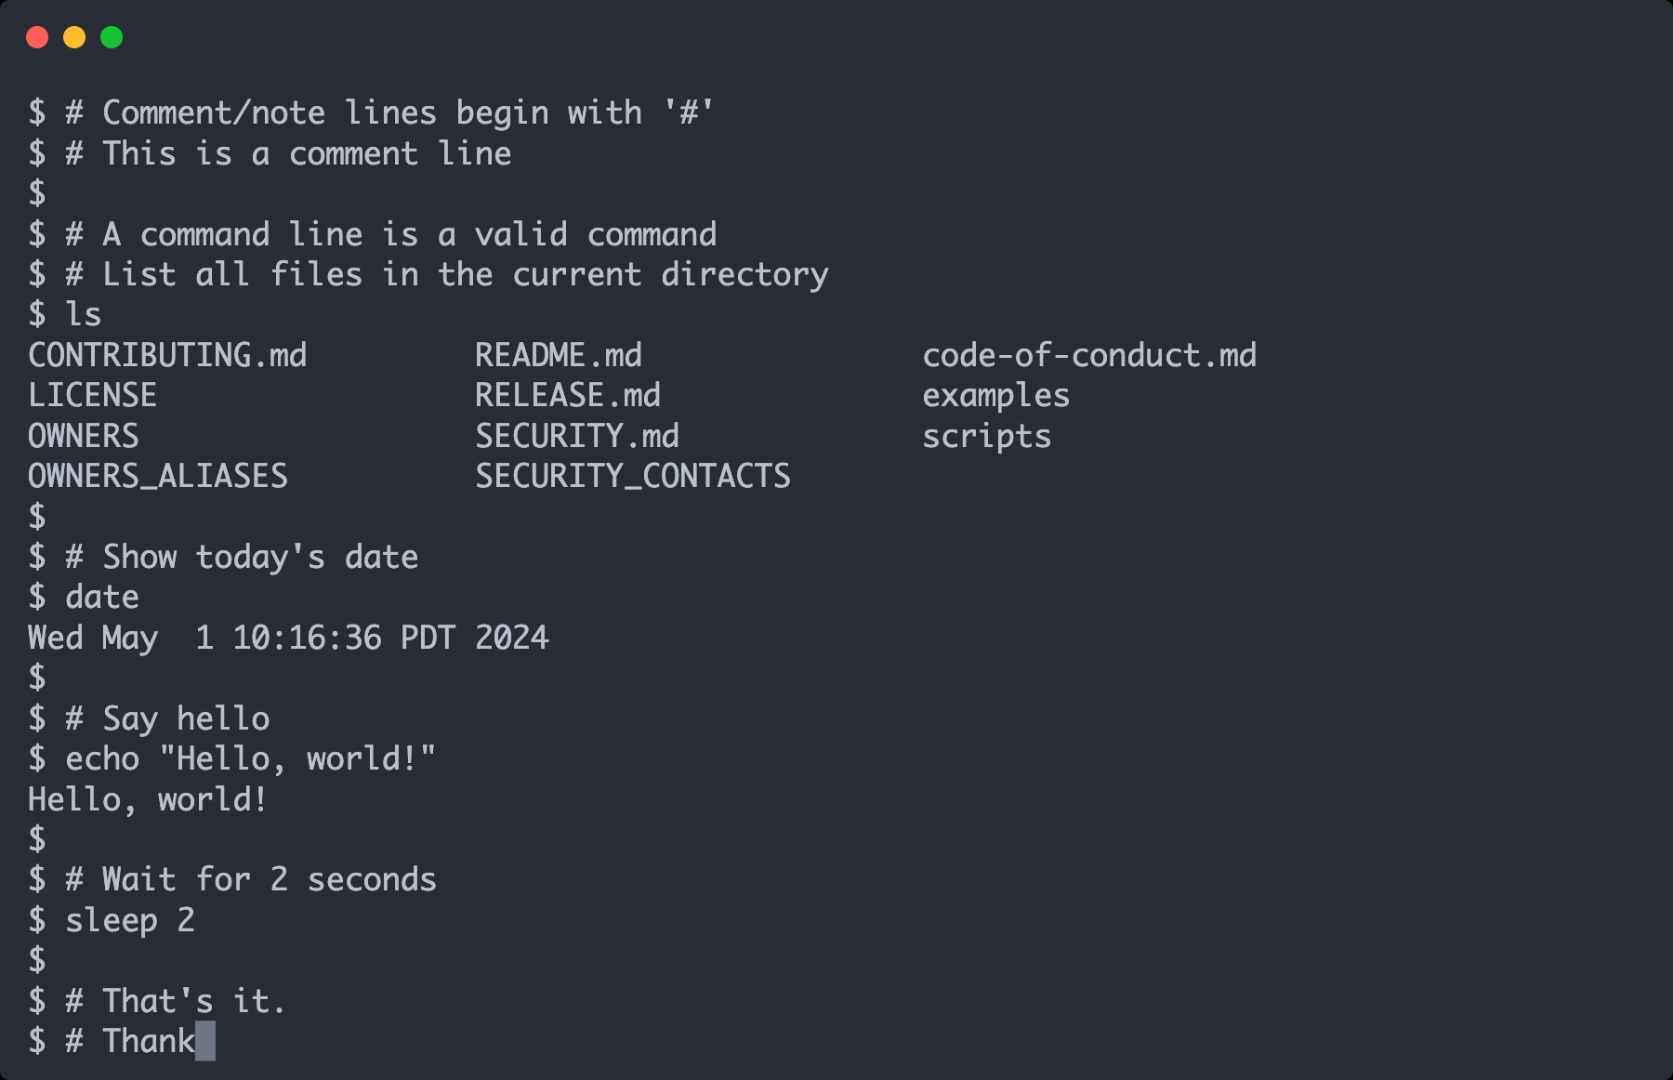 $ # Comment/note lines begin with '#'
$ # This is a comment line
$
$ # A command line is a valid command
$ # List all files in the current directory
$ ls
CONTRIBUTING.md         README.md               code-of-conduct.md
LICENSE                 RELEASE.md              examples
OWNERS                  SECURITY.md             scripts
OWNERS_ALIASES          SECURITY_CONTACTS
$
$ # Show today's date
$ date
Wed May  1 10:16:36 PDT 2024
$
$ # Say hello
$ echo "Hello, world!"
Hello, world!
$
$ # Wait for 2 seconds
$ sleep 2
$
$ # That's it.
$ # Thank